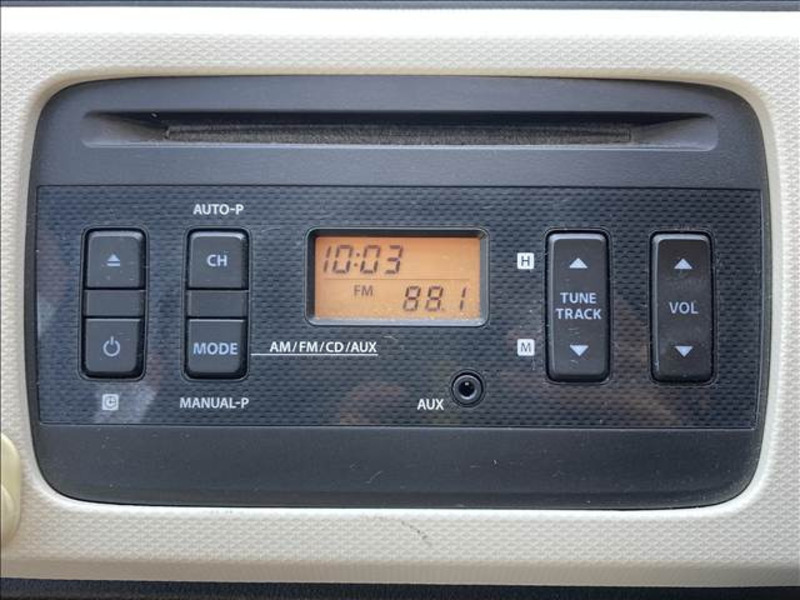 AUTO-P
CH
MODE
AM/FM/CD/AUX
MANUAL-P
C
10:03
FM
88.1
AUX
H
M
TUNE
TRACK
VOL